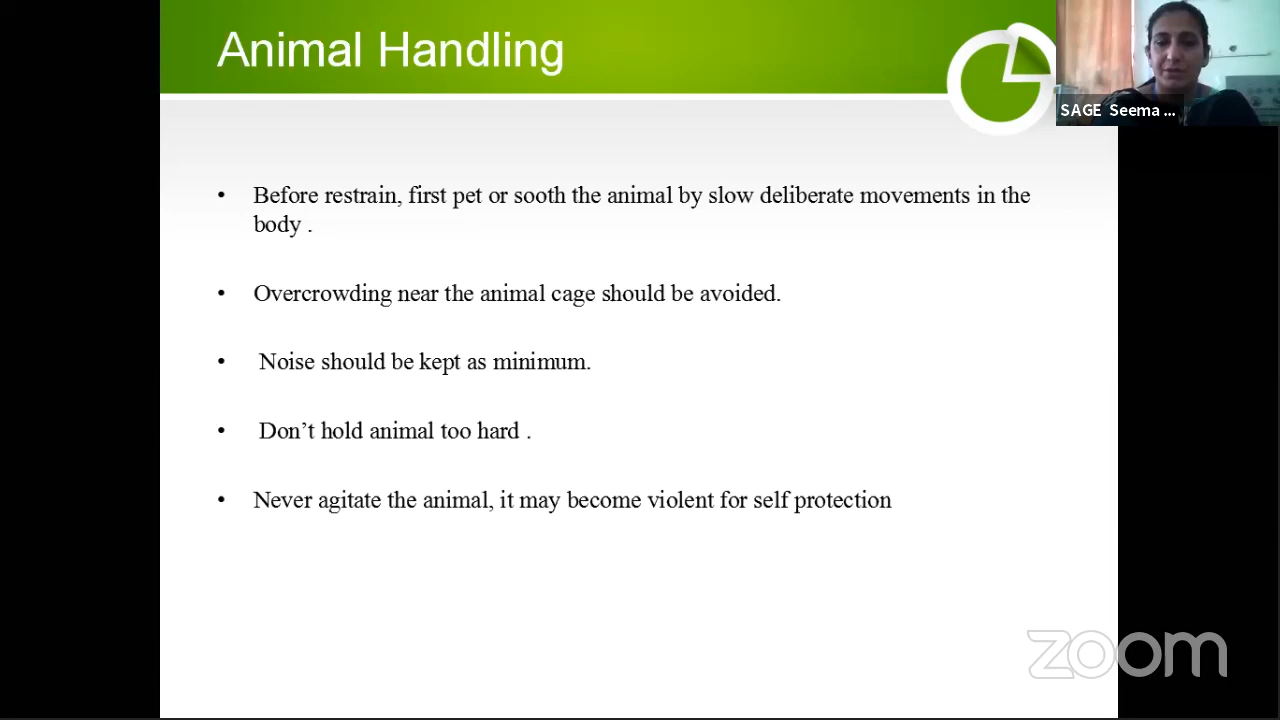 Animal Handling
SAGE Seema ...
• Before restrain, first pet or sooth the animal by slow deliberate movements in the
body .
• Overcrowding near the animal cage should be avoided.
• Noise should be kept as minimum.
• Don’t hold animal too hard .
• Never agitate the animal, it may become violent for self protection
zoom